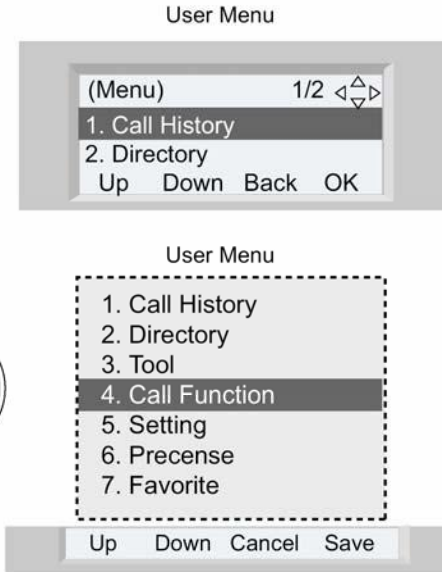 User Menu
(Menu) 1/2
1. Call History
2. Directory
Up Down Back OK
User Menu
1. Call History
2. Directory
3. Tool
4. Call Function
5. Setting
6. Precense
7. Favorite
Up Down Cancel Save